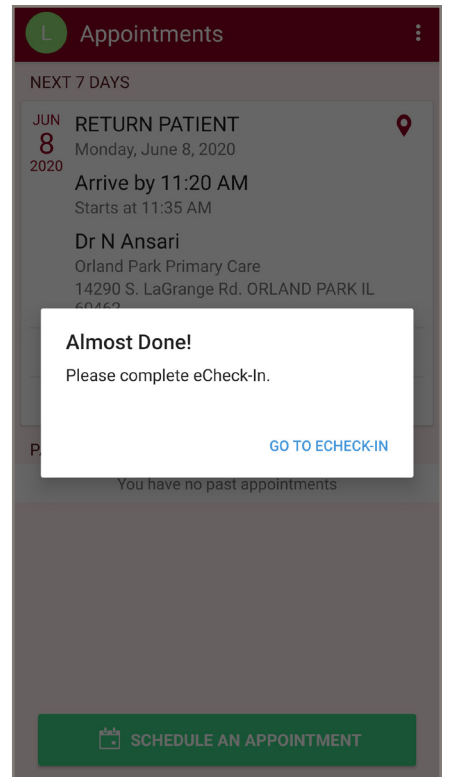 L
Appointments
NEXT 7 DAYS
JUN
8
2020
RETURN PATIENT
Monday, June 8, 2020
Arrive by 11:20 AM
Starts at 11:35 AM
Dr N Ansari
Orland Park Primary Care
14290 S. LaGrange Rd. ORLAND PARK IL
60462
Almost Done!
Please complete eCheck-In.
GO TO ECHECK-IN
You have no past appointments
SCHEDULE AN APPOINTMENT